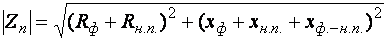 |Z_п| = √((R_ф + R_н.п.)² + (x_ф + x_н.п. + x_ф.-н.п.)²)